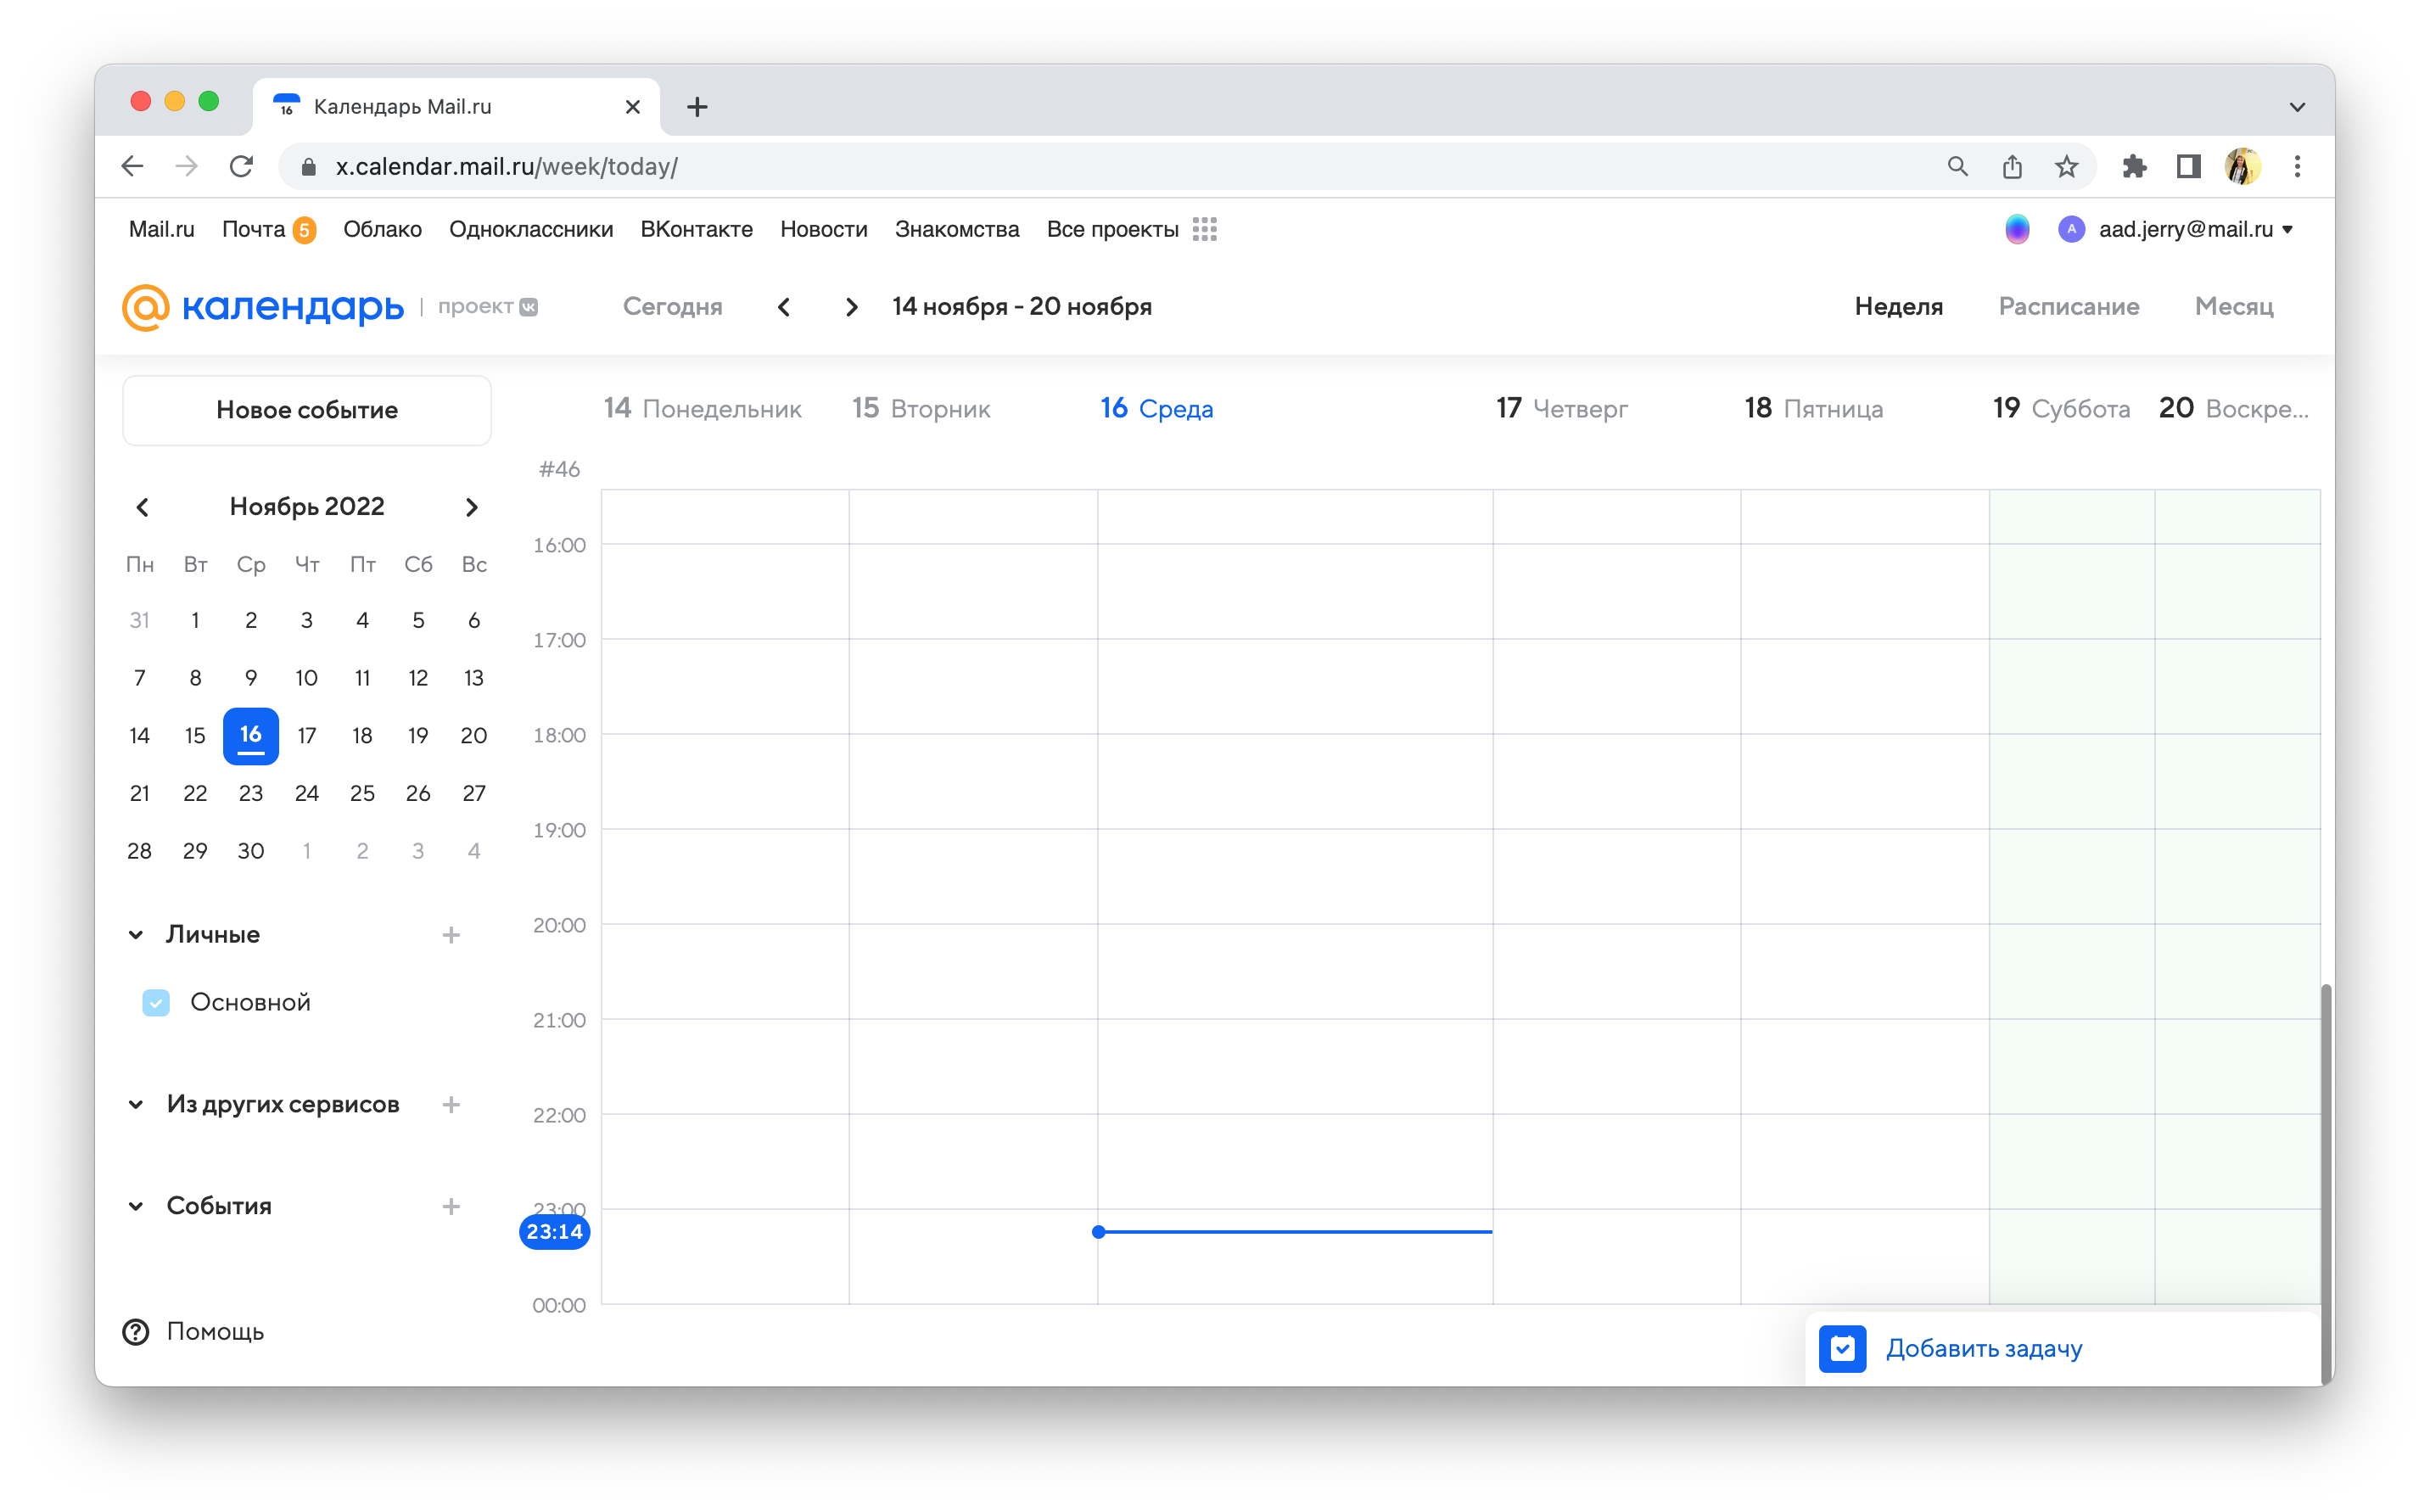 16 Календарь Mail.ru
x.calendar.mail.ru/week/today/
Mail.ru Почта 5 Облако Одноклассники ВКонтакте Новости Знакомства Все проекты A aad.jerry@mail.ru
@ календарь | проект VK Сегодня 14 ноября - 20 ноября Неделя Расписание Месяц
Новое событие
14 Понедельник 15 Вторник 16 Среда 17 Четверг 18 Пятница 19 Суббота 20 Воскре...
#46
Ноябрь 2022
Пн Вт Ср Чт Пт Сб Вс
31 1 2 3 4 5 6
7 8 9 10 11 12 13
14 15 16 17 18 19 20
21 22 23 24 25 26 27
28 29 30 1 2 3 4
Личные
Основной
Из других сервисов
События
Помощь
16:00
17:00
18:00
19:00
20:00
21:00
22:00
23:00
23:14
00:00
Добавить задачу